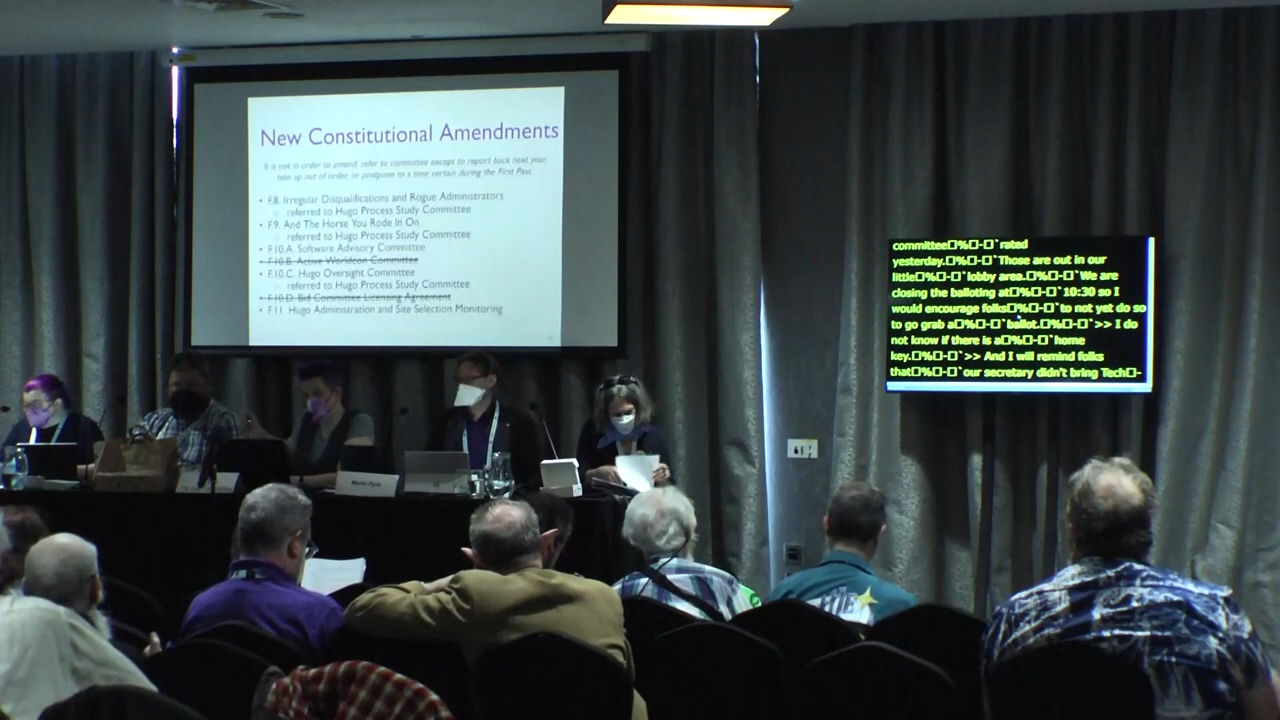 New Constitutional Amendments
It is not in order to amend, refer to committee except to report back next year,
take up out of order, or postpone to a time certain during the First Pass.
• F.8. Irregular Disqualifications and Rogue Administrators
referred to Hugo Process Study Committee
• F.9. And The Horse You Rode In On
referred to Hugo Process Study Committee
• F.10.A. Software Advisory Committee
• F.10.B. Active Worldcon Committee
• F.10.C. Hugo Oversight Committee
referred to Hugo Process Study Committee
• F.10.D. Bid Committee Licensing Agreement
• F.11. Hugo Administration and Site Selection Monitoring
committee□%□-□`rated
yesterday.□%□-□`Those are out in our
little□%□-□`lobby area.□%□-□`We are
closing the balloting at□%□-□`10:30 so I
would encourage folks□%□-□`to not yet do so
to go grab a□%□-□`ballot.□%□-□`>> I do
not know if there is a□%□-□`home
key.□%□-□`>> And I will remind folks
that□%□-□`our secretary didn't bring Tech□-